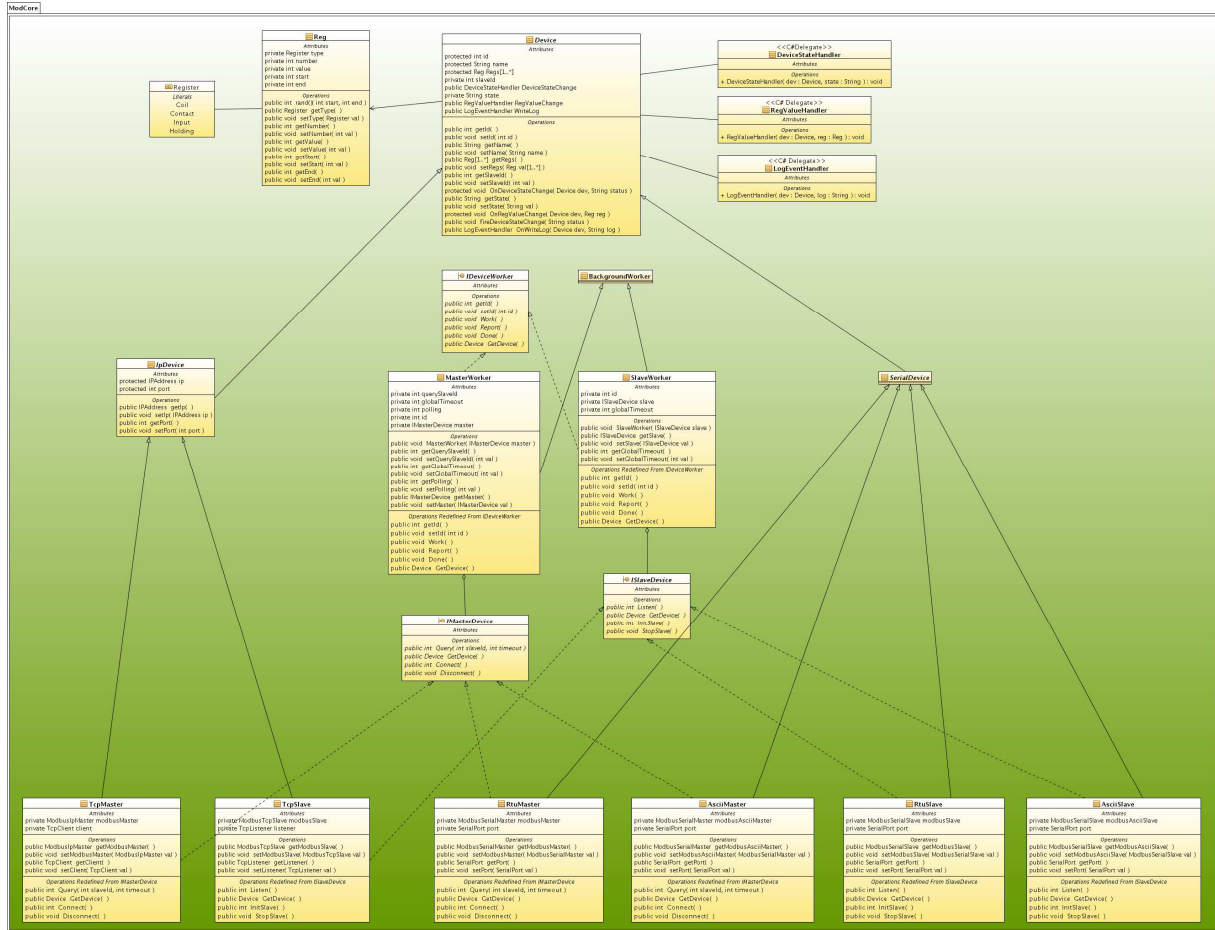 ModCore
Reg
Attributes
private Register type
private int number
private int value
private int start
private int end
Operations
public int rand()( int start, int end )
public Register getType( )
public void setType( Register val )
public int getNumber( )
public void setNumber( int val )
public int getValue( )
public void setValue( int val )
public int getStart( )
public void setStart( int val )
public int getEnd( )
public void setEnd( int val )
Register
Literals
Coil
Contact
Input
Holding
Device
Attributes
protected int id
protected String name
protected Reg Regs[1..*]
private int slaveId
public DeviceStateHandler DeviceStateChange
private String state
public RegValueHandler RegValueChange
public LogEventHandler WriteLog
Operations
public int getId( )
public void setId( int id )
public String getName( )
public void setName( String name )
public Reg[1..*] getRegs( )
public void setRegs( Reg val[1..*] )
public int getSlaveId( )
public void setSlaveId( int val )
protected void OnDeviceStateChange( Device dev, String status )
public String getState( )
public void setState( String val )
protected void OnRegValueChange( Device dev, Reg reg )
public void fireDeviceStateChange( String status )
public LogEventHandler OnWriteLog( Device dev, String log )
<<C#Delegate>>
DeviceStateHandler
Attributes
Operations
+ DeviceStateHandler( dev : Device, state : String ) : void
<<C# Delegate>>
RegValueHandler
Attributes
Operations
+ RegValueHandler( dev : Device, reg : Reg ) : void
<<C# Delegate>>
LogEventHandler
Attributes
Operations
+ LogEventHandler( dev : Device, log : String ) : void
IDeviceWorker
Attributes
Operations
public int getId( )
public void setId( int id )
public void Work( )
public void Report( )
public void Done( )
public Device GetDevice( )
BackgroundWorker
IpDevice
Attributes
protected IPAddress ip
protected int port
Operations
public IPAddress getIp( )
public void setIp( IPAddress ip )
public int getPort( )
public void setPort( int port )
MasterWorker
Attributes
private int querySlaveId
private int globalTimeout
private int polling
private int id
private IMasterDevice master
Operations
public void MasterWorker( IMasterDevice master )
public int getQuerySlaveId( )
public void setQuerySlaveId( int val )
public int getGlobalTimeout( )
public void setGlobalTimeout( int val )
public int getPolling( )
public void setPolling( int val )
public IMasterDevice getMaster( )
public void setMaster( IMasterDevice val )
Operations Redefined From IDeviceWorker
public int getId( )
public void setId( int id )
public void Work( )
public void Report( )
public void Done( )
public Device GetDevice( )
SlaveWorker
Attributes
private int id
private ISlaveDevice slave
private int globalTimeout
Operations
public void SlaveWorker( ISlaveDevice slave )
public ISlaveDevice getSlave( )
public void setSlave( ISlaveDevice val )
public int getGlobalTimeout( )
public void setGlobalTimeout( int val )
Operations Redefined From IDeviceWorker
public int getId( )
public void setId( int id )
public void Work( )
public void Report( )
public void Done( )
public Device GetDevice( )
SerialDevice
ISlaveDevice
Attributes
Operations
public int Listen( )
public Device GetDevice( )
public int InitSlave( )
public void StopSlave( )
IMasterDevice
Attributes
Operations
public int Query( int slaveId, int timeout )
public Device GetDevice( )
public int Connect( )
public void Disconnect( )
TcpMaster
Attributes
private ModbusIpMaster modbusMaster
private TcpClient client
Operations
public ModbusIpMaster getModbusMaster( )
public void setModbusMaster( ModbusIpMaster val )
public TcpClient getClient( )
public void setClient( TcpClient val )
Operations Redefined From IMasterDevice
public int Query( int slaveId, int timeout )
public Device GetDevice( )
public int Connect( )
public void Disconnect( )
TcpSlave
Attributes
private ModbusTcpSlave modbusSlave
private TcpListener listener
Operations
public ModbusTcpSlave getModbusSlave( )
public void setModbusSlave( ModbusTcpSlave val )
public TcpListener getListener( )
public void setListener( TcpListener val )
Operations Redefined From ISlaveDevice
public int Listen( )
public Device GetDevice( )
public int InitSlave( )
public void StopSlave( )
RtuMaster
Attributes
private ModbusSerialMaster modbusMaster
private SerialPort port
Operations
public ModbusSerialMaster getModbusMaster( )
public void setModbusMaster( ModbusSerialMaster val )
public SerialPort getPort( )
public void setPort( SerialPort val )
Operations Redefined From IMasterDevice
public int Query( int slaveId, int timeout )
public Device GetDevice( )
public int Connect( )
public void Disconnect( )
AsciiMaster
Attributes
private ModbusSerialMaster modbusAsciiMaster
private SerialPort port
Operations
public ModbusSerialMaster getModbusAsciiMaster( )
public void setModbusAsciiMaster( ModbusSerialMaster val )
public SerialPort getPort( )
public void setPort( SerialPort val )
Operations Redefined From IMasterDevice
public int Query( int slaveId, int timeout )
public Device GetDevice( )
public int Connect( )
public void Disconnect( )
RtuSlave
Attributes
private ModbusSerialSlave modbusSlave
private SerialPort port
Operations
public ModbusSerialSlave getModbusSlave( )
public void setModbusSlave( ModbusSerialSlave val )
public SerialPort getPort( )
public void setPort( SerialPort val )
Operations Redefined From ISlaveDevice
public int Listen( )
public Device GetDevice( )
public int InitSlave( )
public void StopSlave( )
AsciiSlave
Attributes
private ModbusSerialSlave modbusAsciiSlave
private SerialPort port
Operations
public ModbusSerialSlave getModbusAsciiSlave( )
public void setModbusAsciiSlave( ModbusSerialSlave val )
public SerialPort getPort( )
public void setPort( SerialPort val )
Operations Redefined From ISlaveDevice
public int Listen( )
public Device GetDevice( )
public int InitSlave( )
public void StopSlave( )